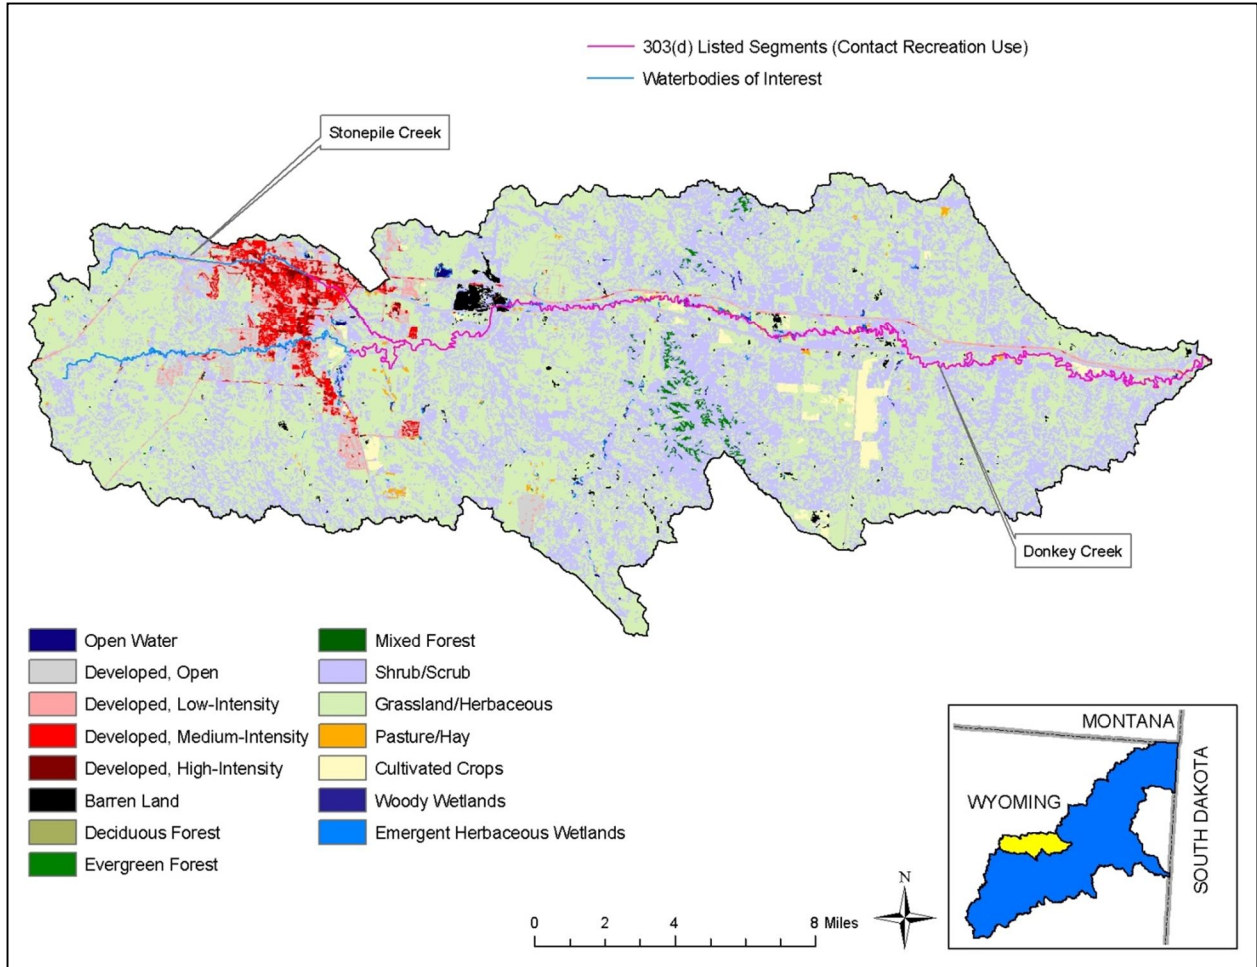 303(d) Listed Segments (Contact Recreation Use)
Waterbodies of Interest
Stonepile Creek
Donkey Creek
Open Water
Developed, Open
Developed, Low-Intensity
Developed, Medium-Intensity
Developed, High-Intensity
Barren Land
Deciduous Forest
Evergreen Forest
Mixed Forest
Shrub/Scrub
Grassland/Herbaceous
Pasture/Hay
Cultivated Crops
Woody Wetlands
Emergent Herbaceous Wetlands
0 2 4 8 Miles
N
MONTANA
WYOMING
SOUTH DAKOTA